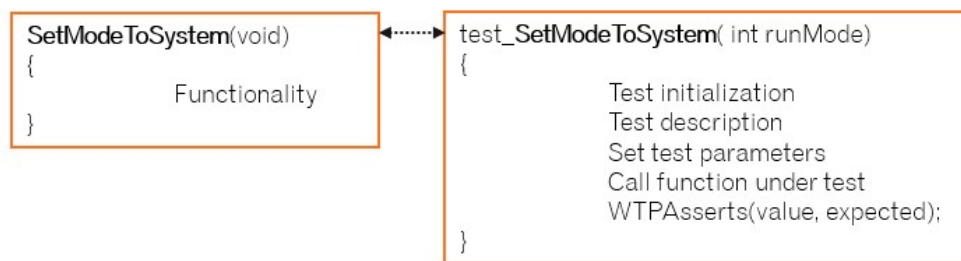 SetModeToSystem(void)
{
Functionality
}
test_SetModeToSystem( int runMode)
{
Test initialization
Test description
Set test parameters
Call function under test
WTPAsserts(value, expected);
}